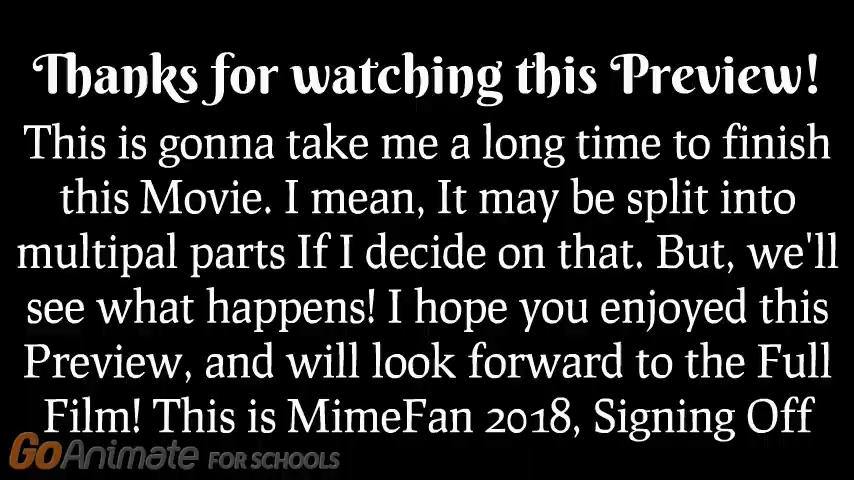 Thanks for watching this Preview!
This is gonna take me a long time to finish
this Movie. I mean, It may be split into
multipal parts If I decide on that. But, we'll
see what happens! I hope you enjoyed this
Preview, and will look forward to the Full
Film! This is MimeFan 2018, Signing Off
GoAnimate FOR SCHOOLS